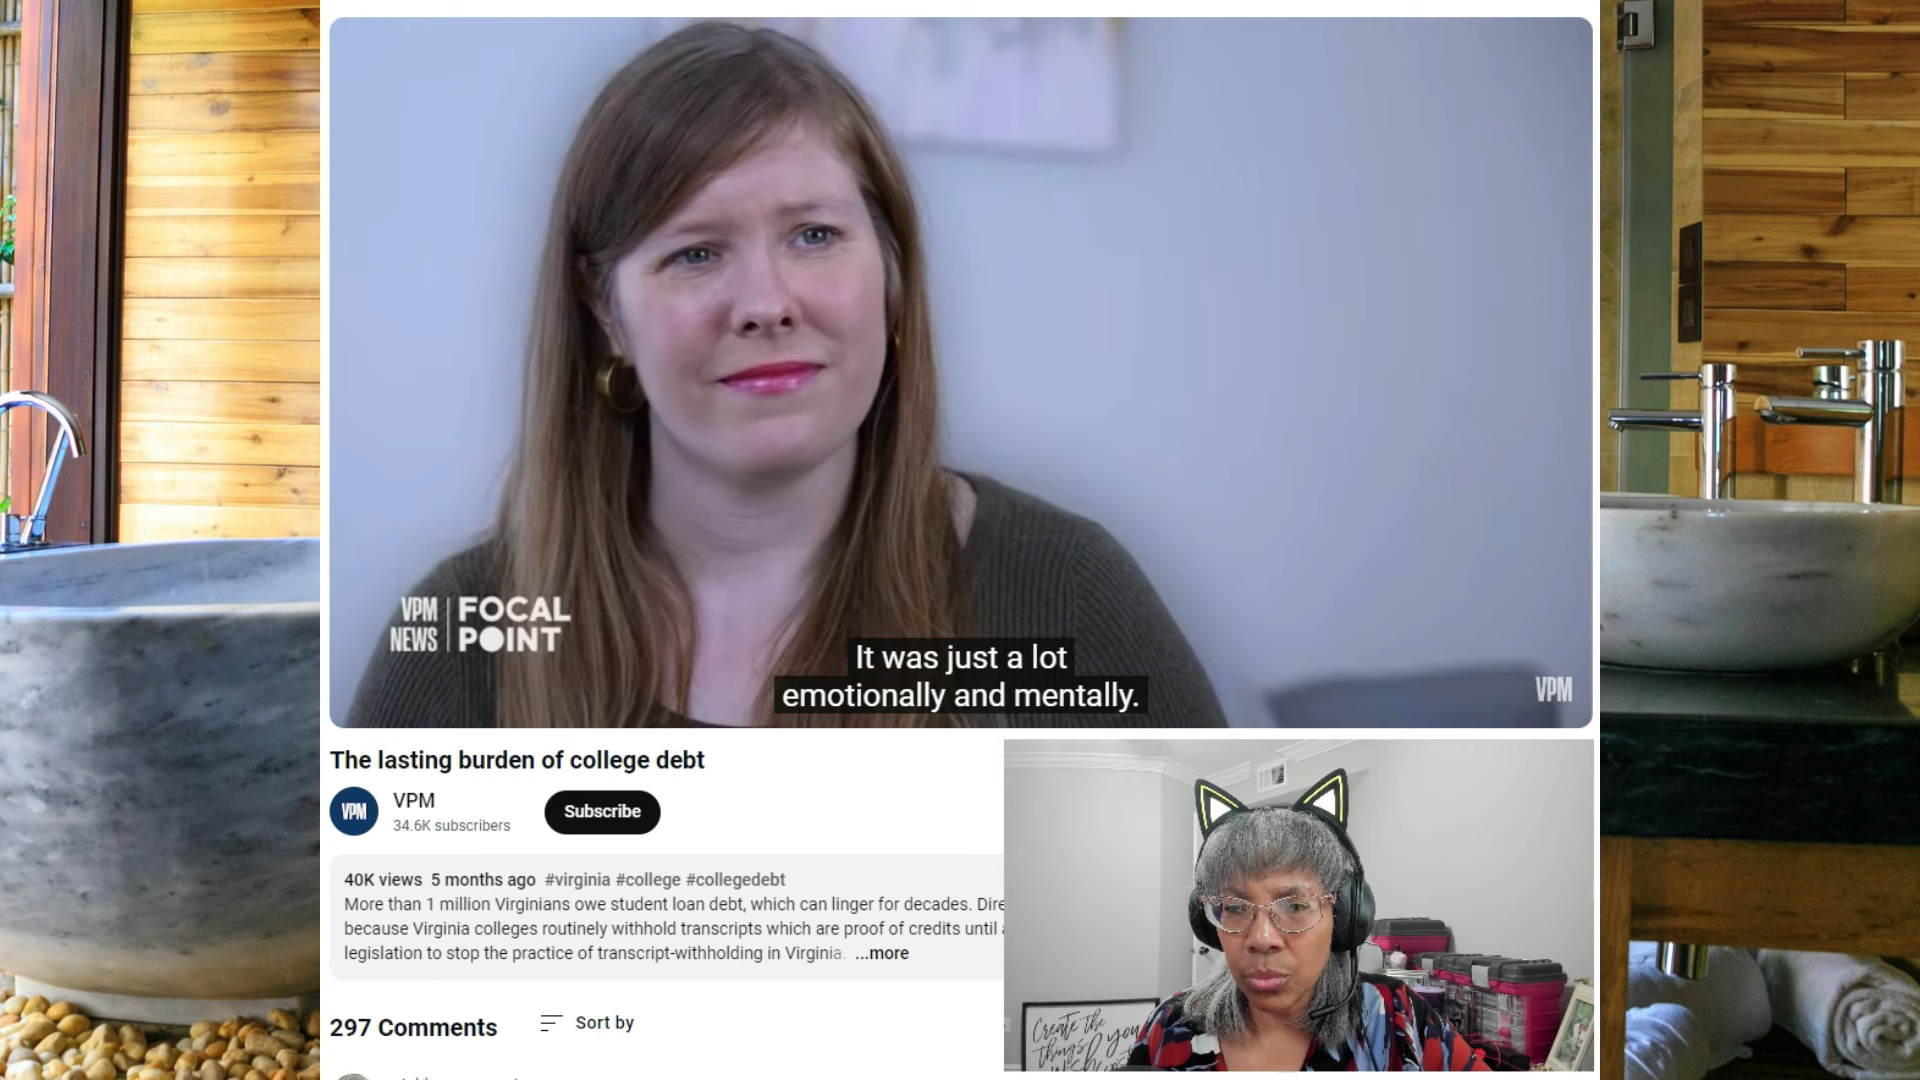 VPM
NEWS
FOCAL
POINT
It was just a lot
emotionally and mentally.
VPM
The lasting burden of college debt
VPM
VPM
34.6K subscribers
Subscribe
40K views 5 months ago #virginia #college #collegedebt
More than 1 million Virginians owe student loan debt, which can linger for decades. Dire
because Virginia colleges routinely withhold transcripts which are proof of credits until
legislation to stop the practice of transcript-withholding in Virginia. ...more
297 Comments
Sort by
Create the
things you
wish